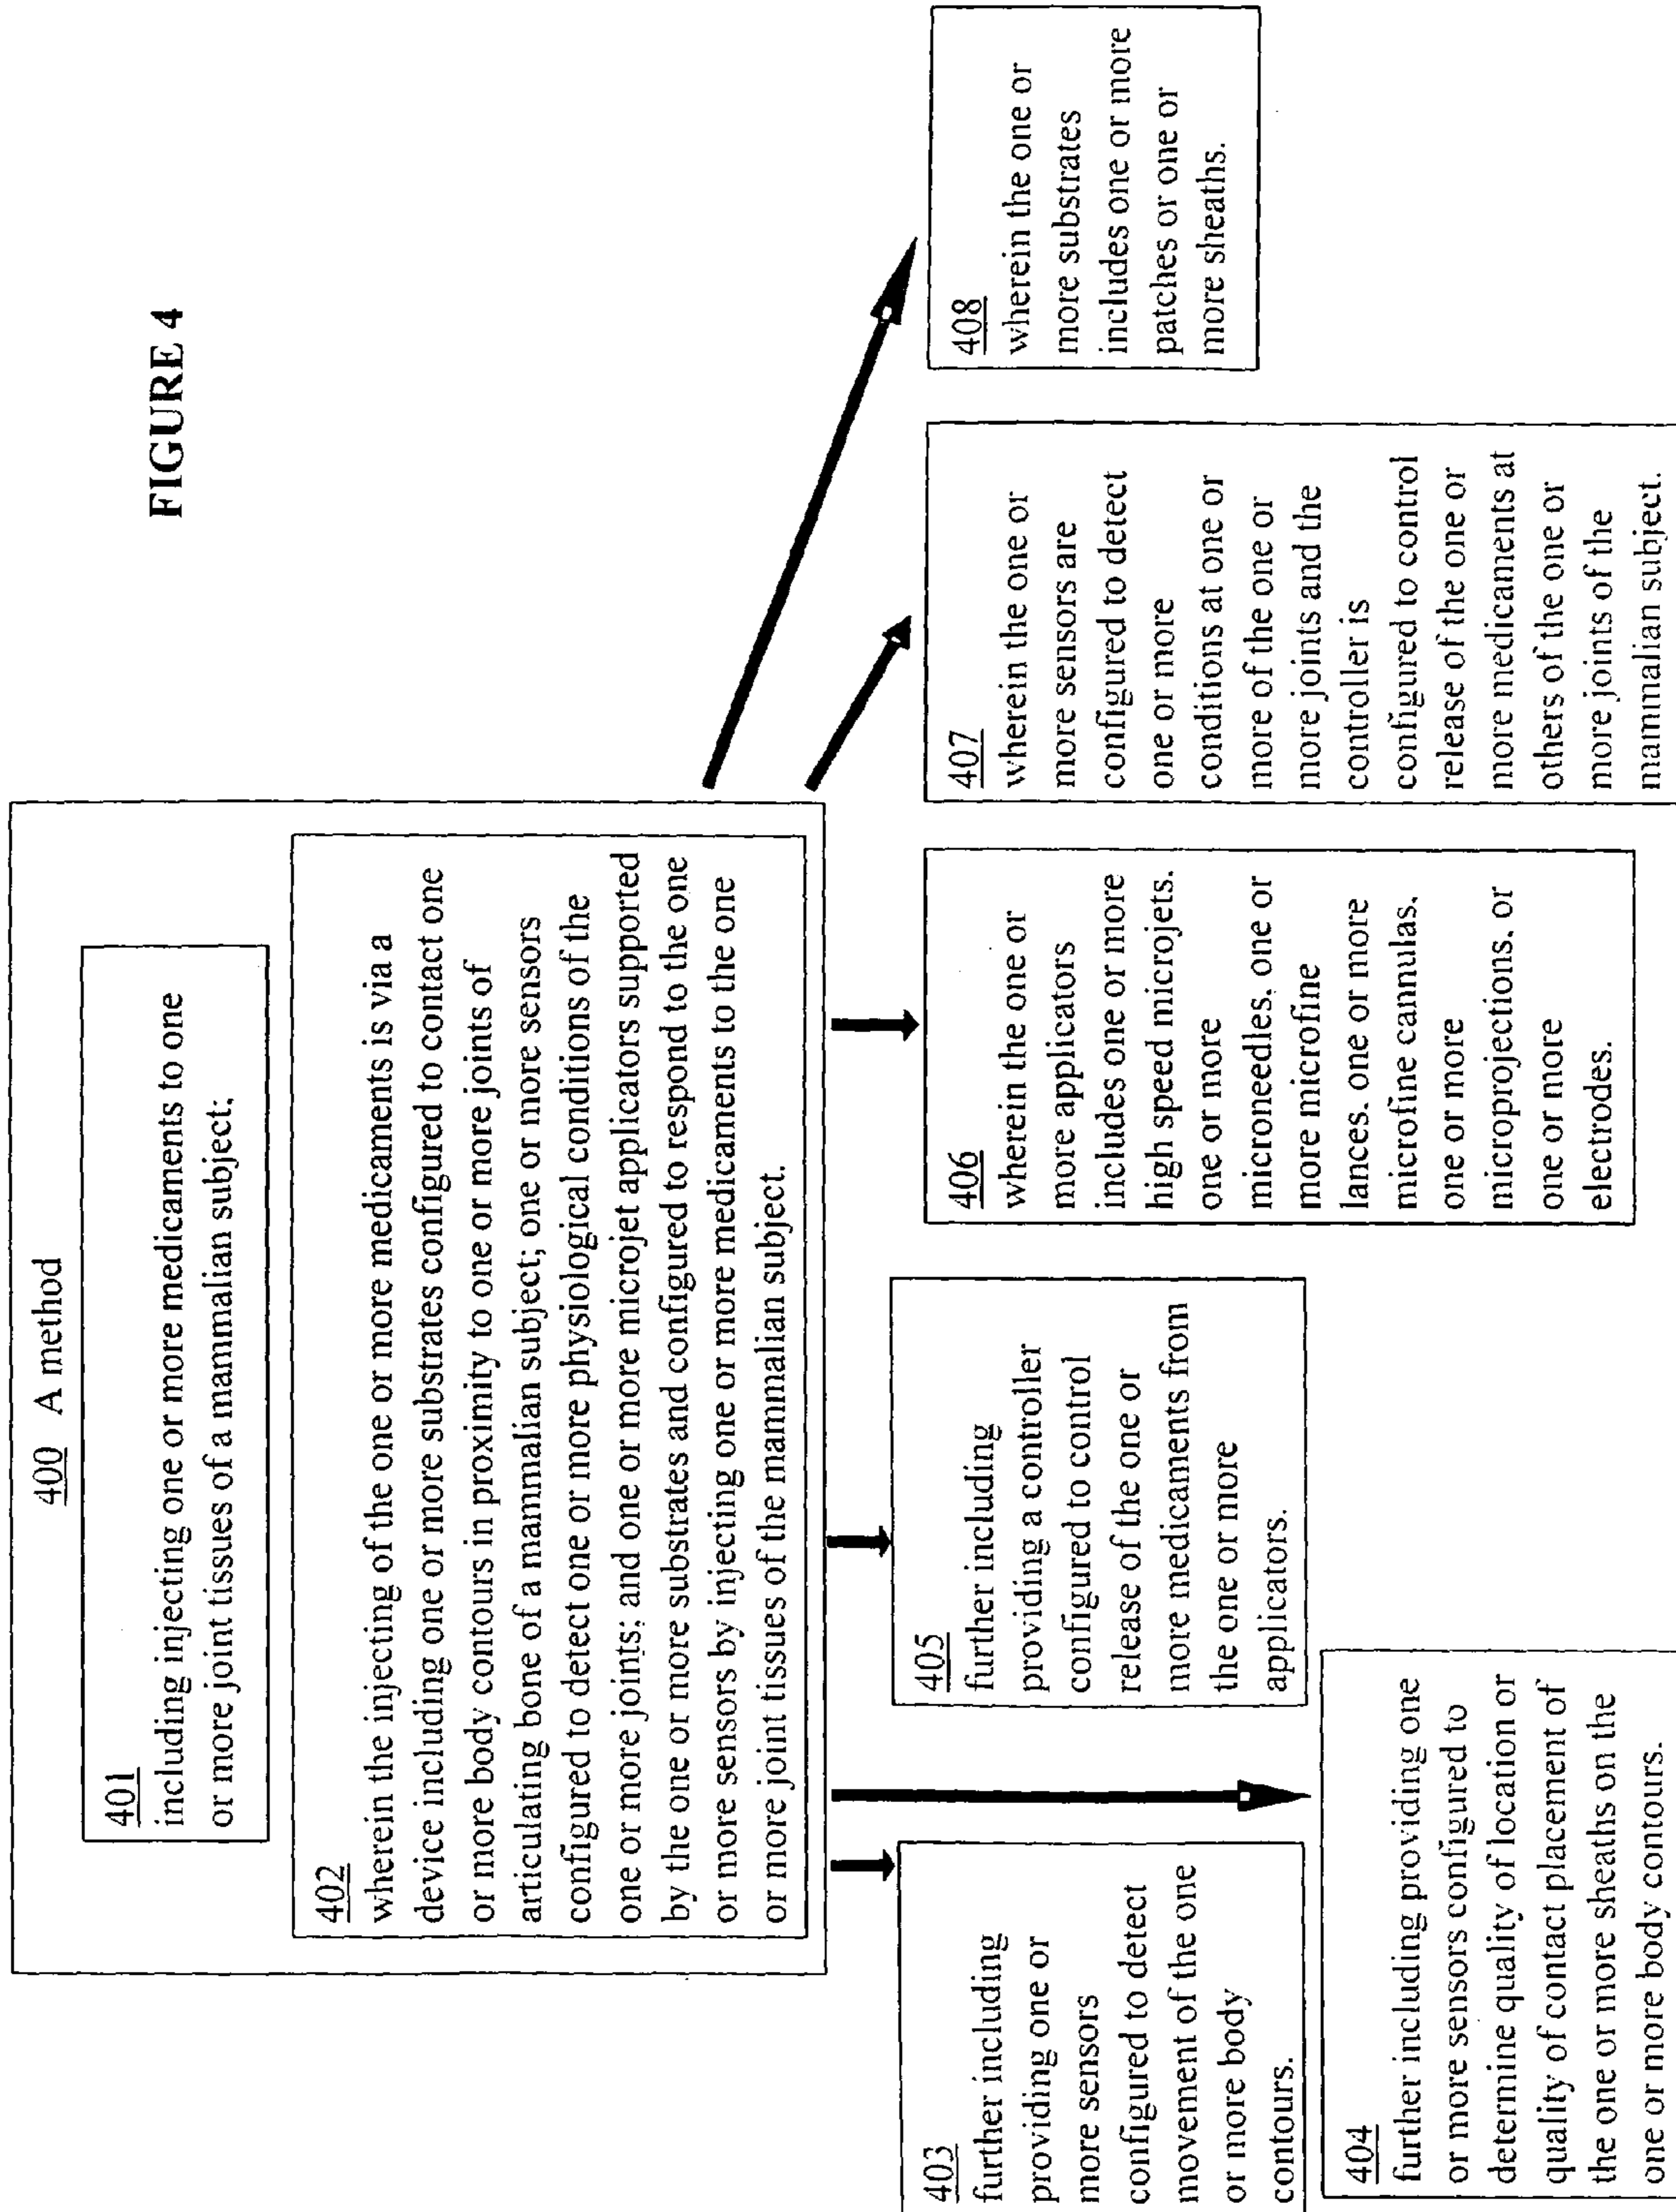 FIGURE 4
400 A method
401
including injecting one or more medicaments to one
or more joint tissues of a mammalian subject;
402
wherein the injecting of the one or more medicaments is via a
device including one or more substrates configured to contact one
or more body contours in proximity to one or more joints of
articulating bone of a mammalian subject; one or more sensors
configured to detect one or more physiological conditions of the
one or more joints; and one or more microjet applicators supported
by the one or more substrates and configured to respond to the one
or more sensors by injecting one or more medicaments to the one
or more joint tissues of the mammalian subject.
403
further including
providing one or
more sensors
configured to detect
movement of the one
or more body
contours.
404
further including providing one
or more sensors configured to
determine quality of location or
quality of contact placement of
the one or more sheaths on the
one or more body contours.
405
further including
providing a controller
configured to control
release of the one or
more medicaments from
the one or more
applicators.
406
wherein the one or
more applicators
includes one or more
high speed microjets,
one or more
microneedles, one or
more microfine
lances, one or more
microfine cannulas,
one or more
microprojections, or
one or more
electrodes.
407
wherein the one or
more sensors are
configured to detect
one or more
conditions at one or
more of the one or
more joints and the
controller is
configured to control
release of the one or
more medicaments at
others of the one or
more joints of the
mammalian subject.
408
wherein the one or
more substrates
includes one or more
patches or one or
more sheaths.